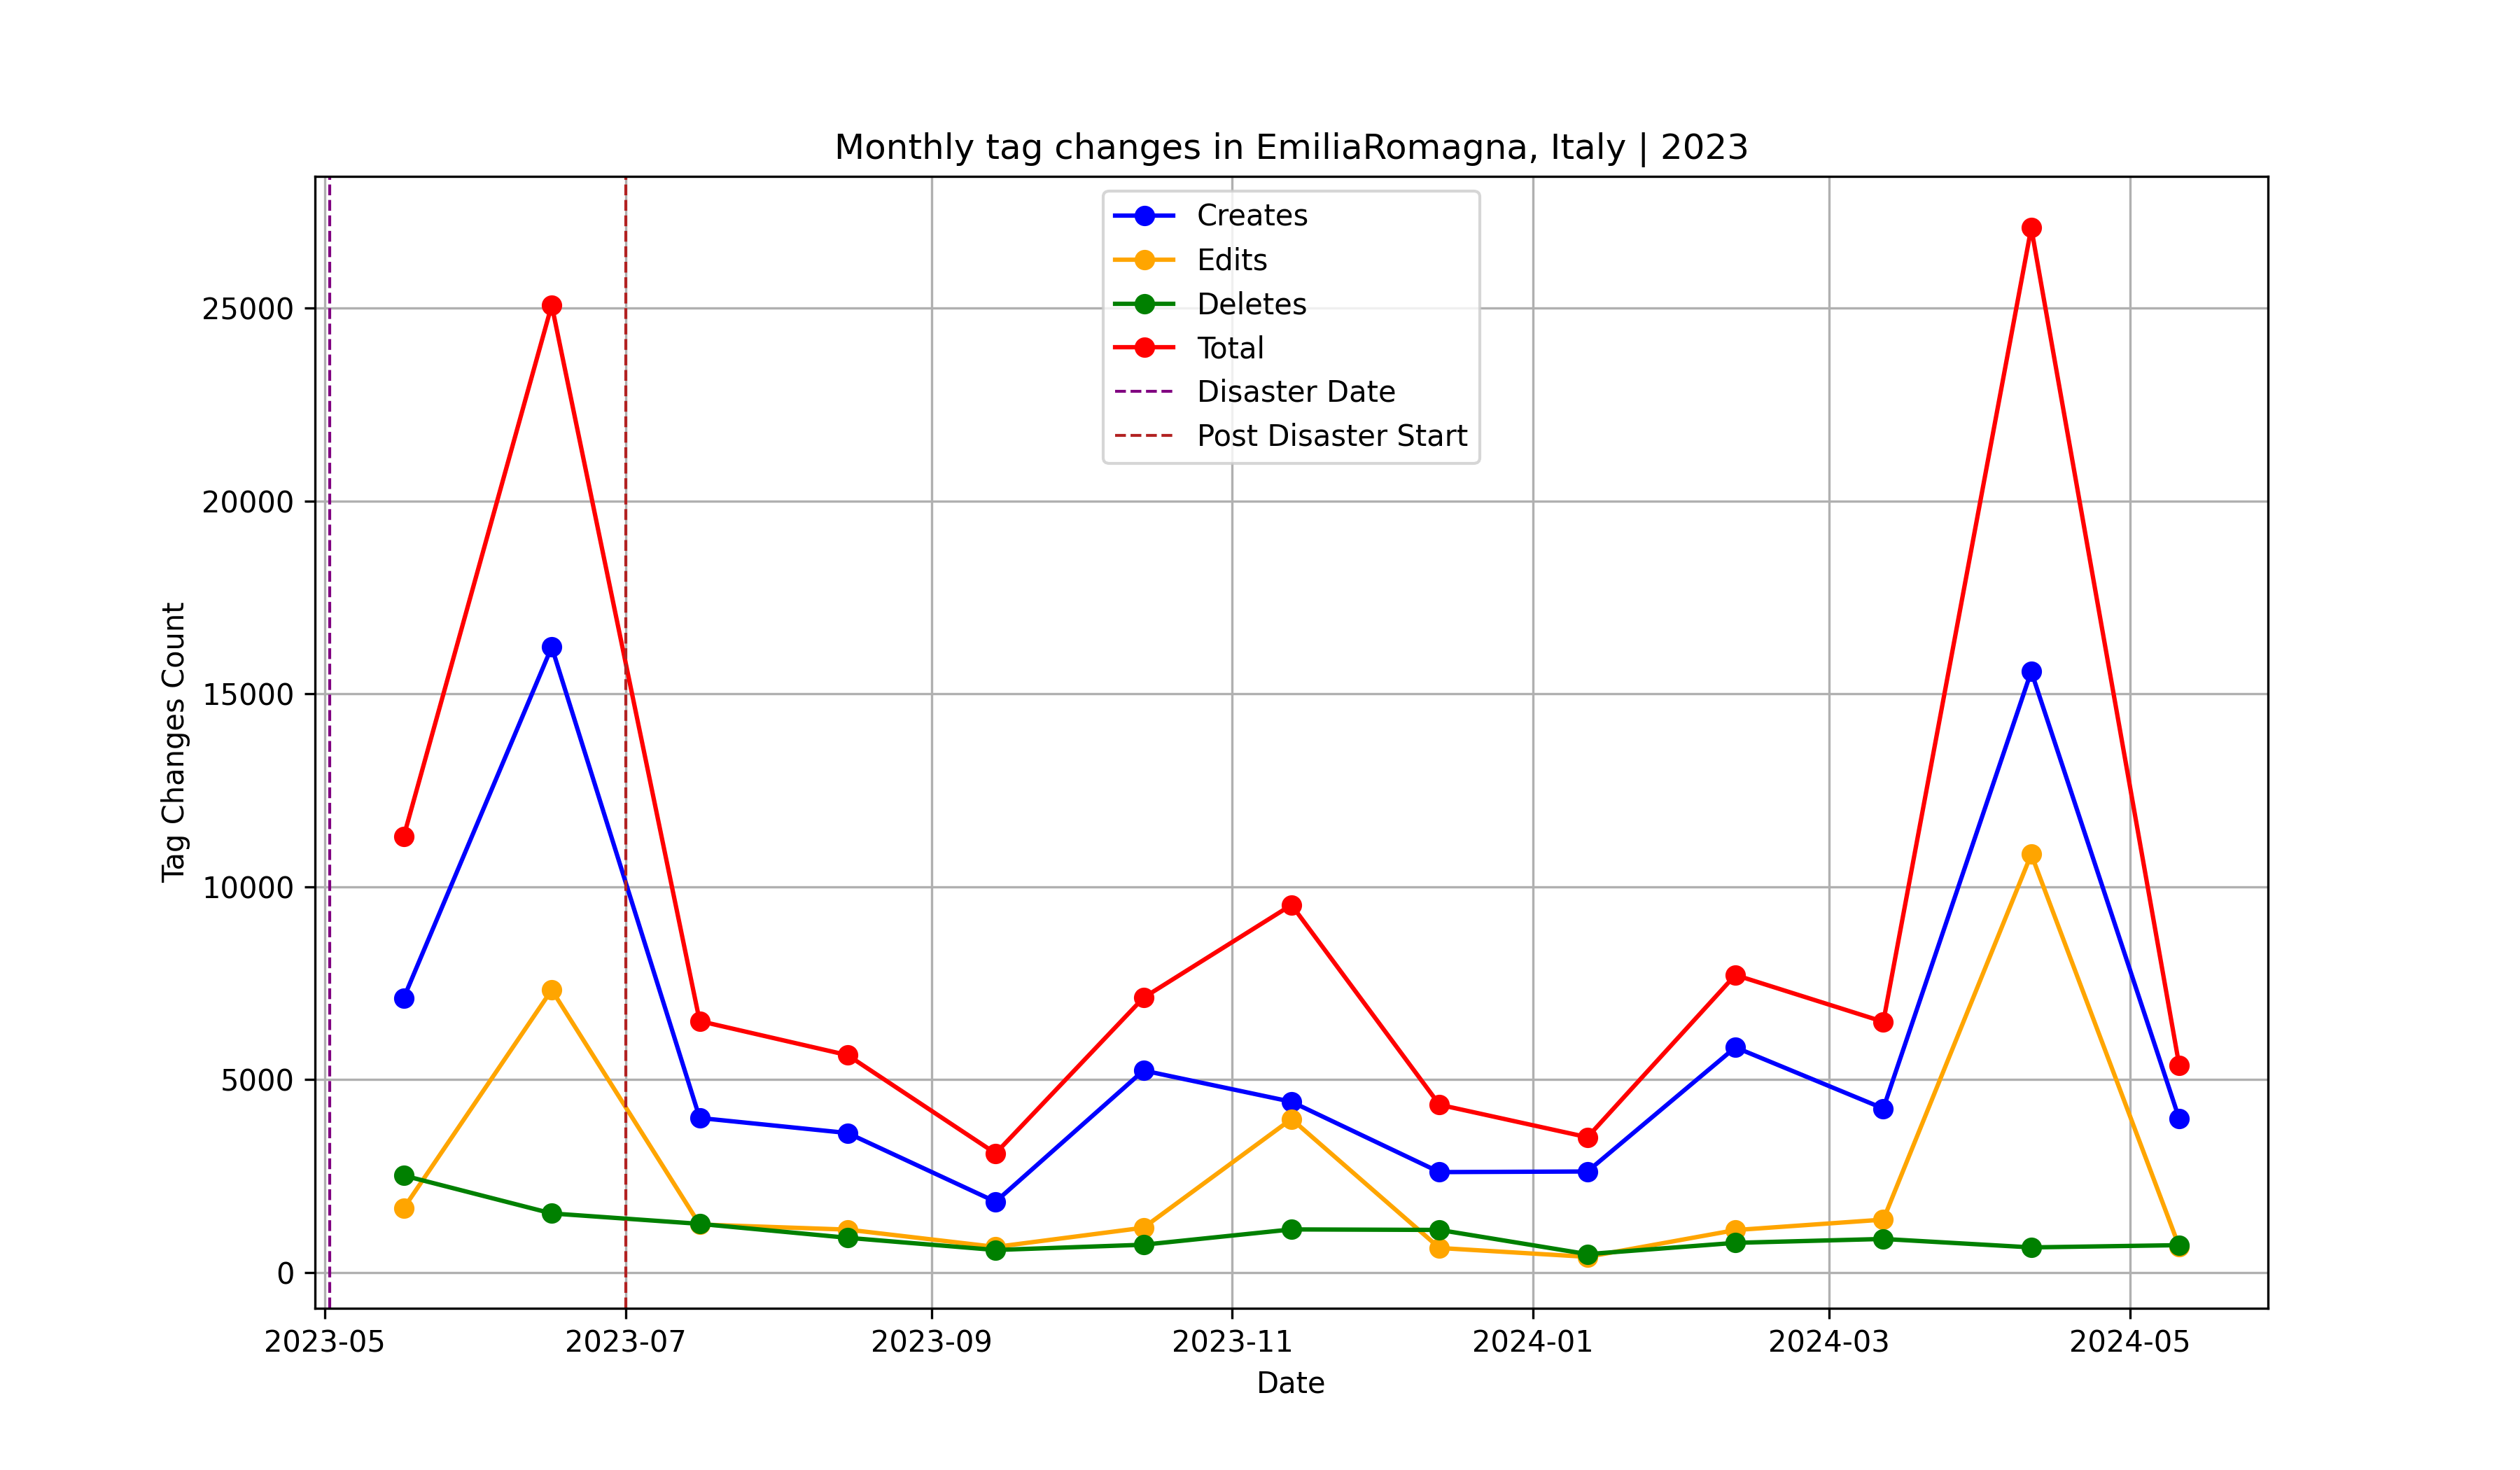 Monthly tag changes in EmiliaRomagna, Italy | 2023
Creates
Edits
Deletes
Total
Disaster Date
Post Disaster Start
Tag Changes Count
25000
20000
15000
10000
5000
0
2023-05
2023-07
2023-09
2023-11
2024-01
2024-03
2024-05
Date